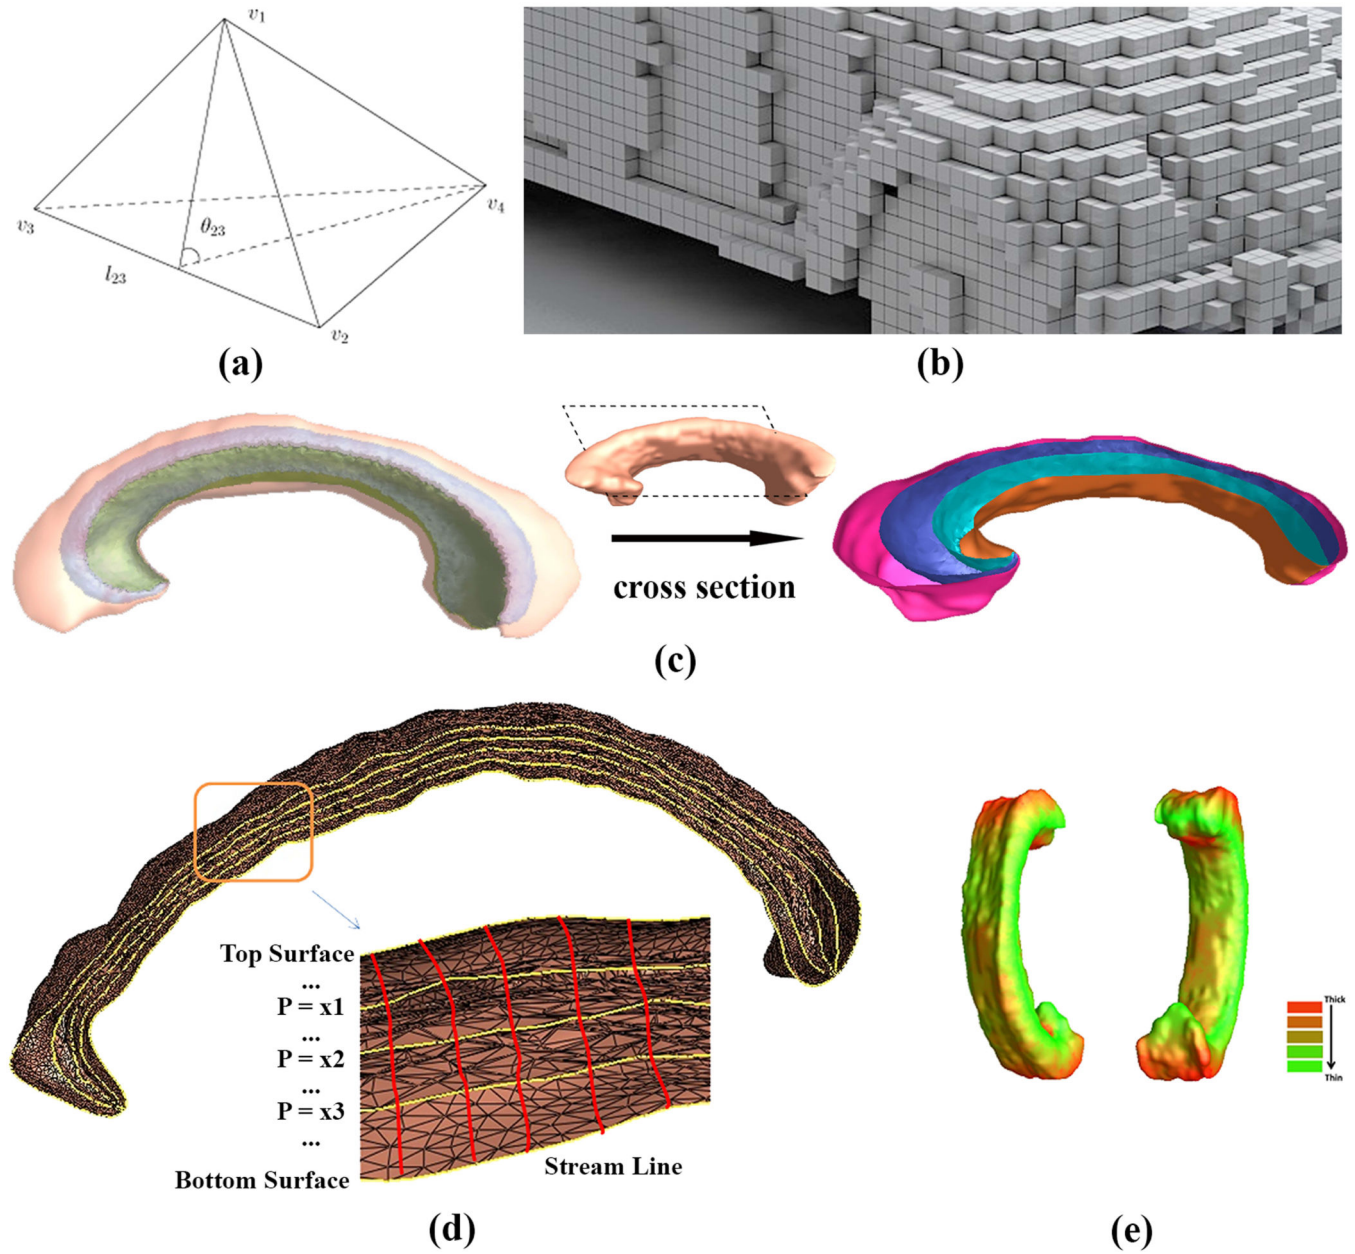 v1
v3
v4
θ23
l23
v2
(a)
(b)
cross section
(c)
Top Surface
...
P = x1
...
P = x2
...
P = x3
...
Bottom Surface
Stream Line
Thick
Thin
(d)
(e)